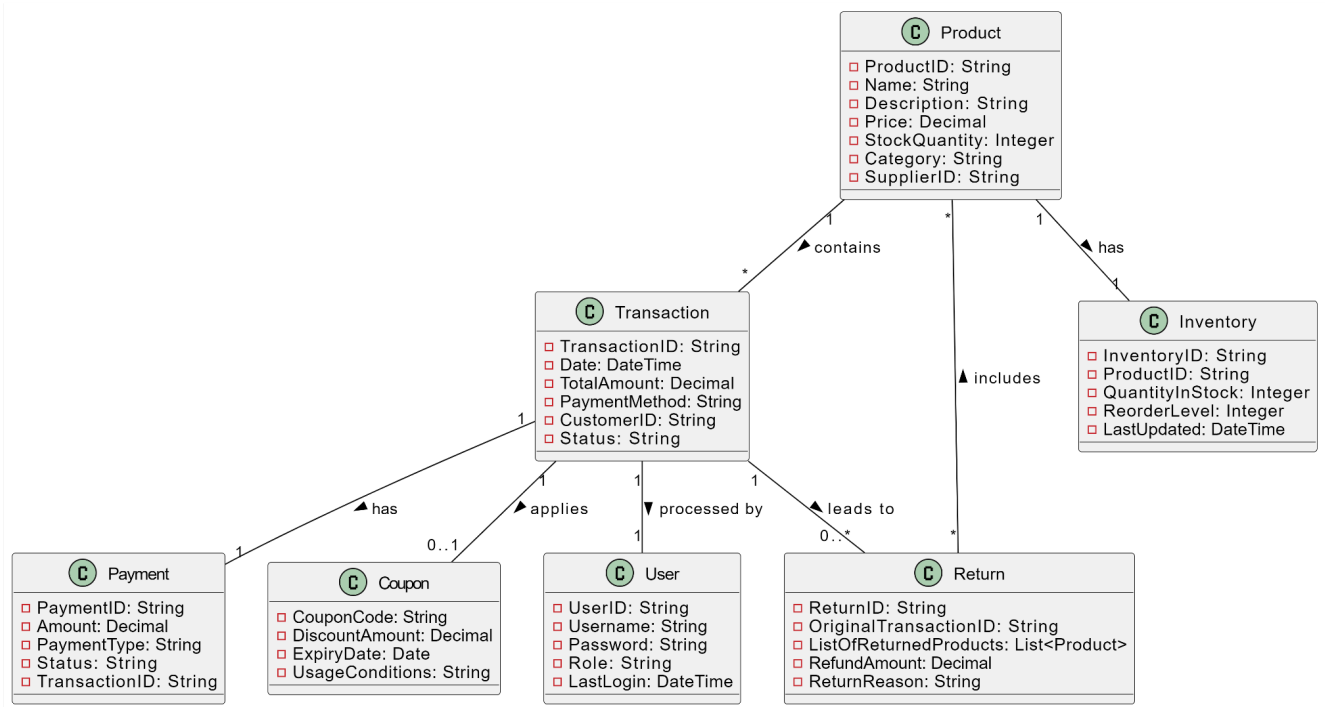 C Product
ProductID: String
Name: String
Description: String
Price: Decimal
StockQuantity: Integer
Category: String
SupplierID: String
1
*
1
contains
has
*
1
C Transaction
TransactionID: String
Date: DateTime
TotalAmount: Decimal
PaymentMethod: String
CustomerID: String
Status: String
C Inventory
InventoryID: String
ProductID: String
QuantityInStock: Integer
ReorderLevel: Integer
LastUpdated: DateTime
includes
1
1
1
1
has
applies
processed by
leads to
1
0..1
1
0..*
*
C Payment
PaymentID: String
Amount: Decimal
PaymentType: String
Status: String
TransactionID: String
C Coupon
CouponCode: String
DiscountAmount: Decimal
ExpiryDate: Date
UsageConditions: String
C User
UserID: String
Username: String
Password: String
Role: String
LastLogin: DateTime
C Return
ReturnID: String
OriginalTransactionID: String
ListOfReturnedProducts: List<Product>
RefundAmount: Decimal
ReturnReason: String